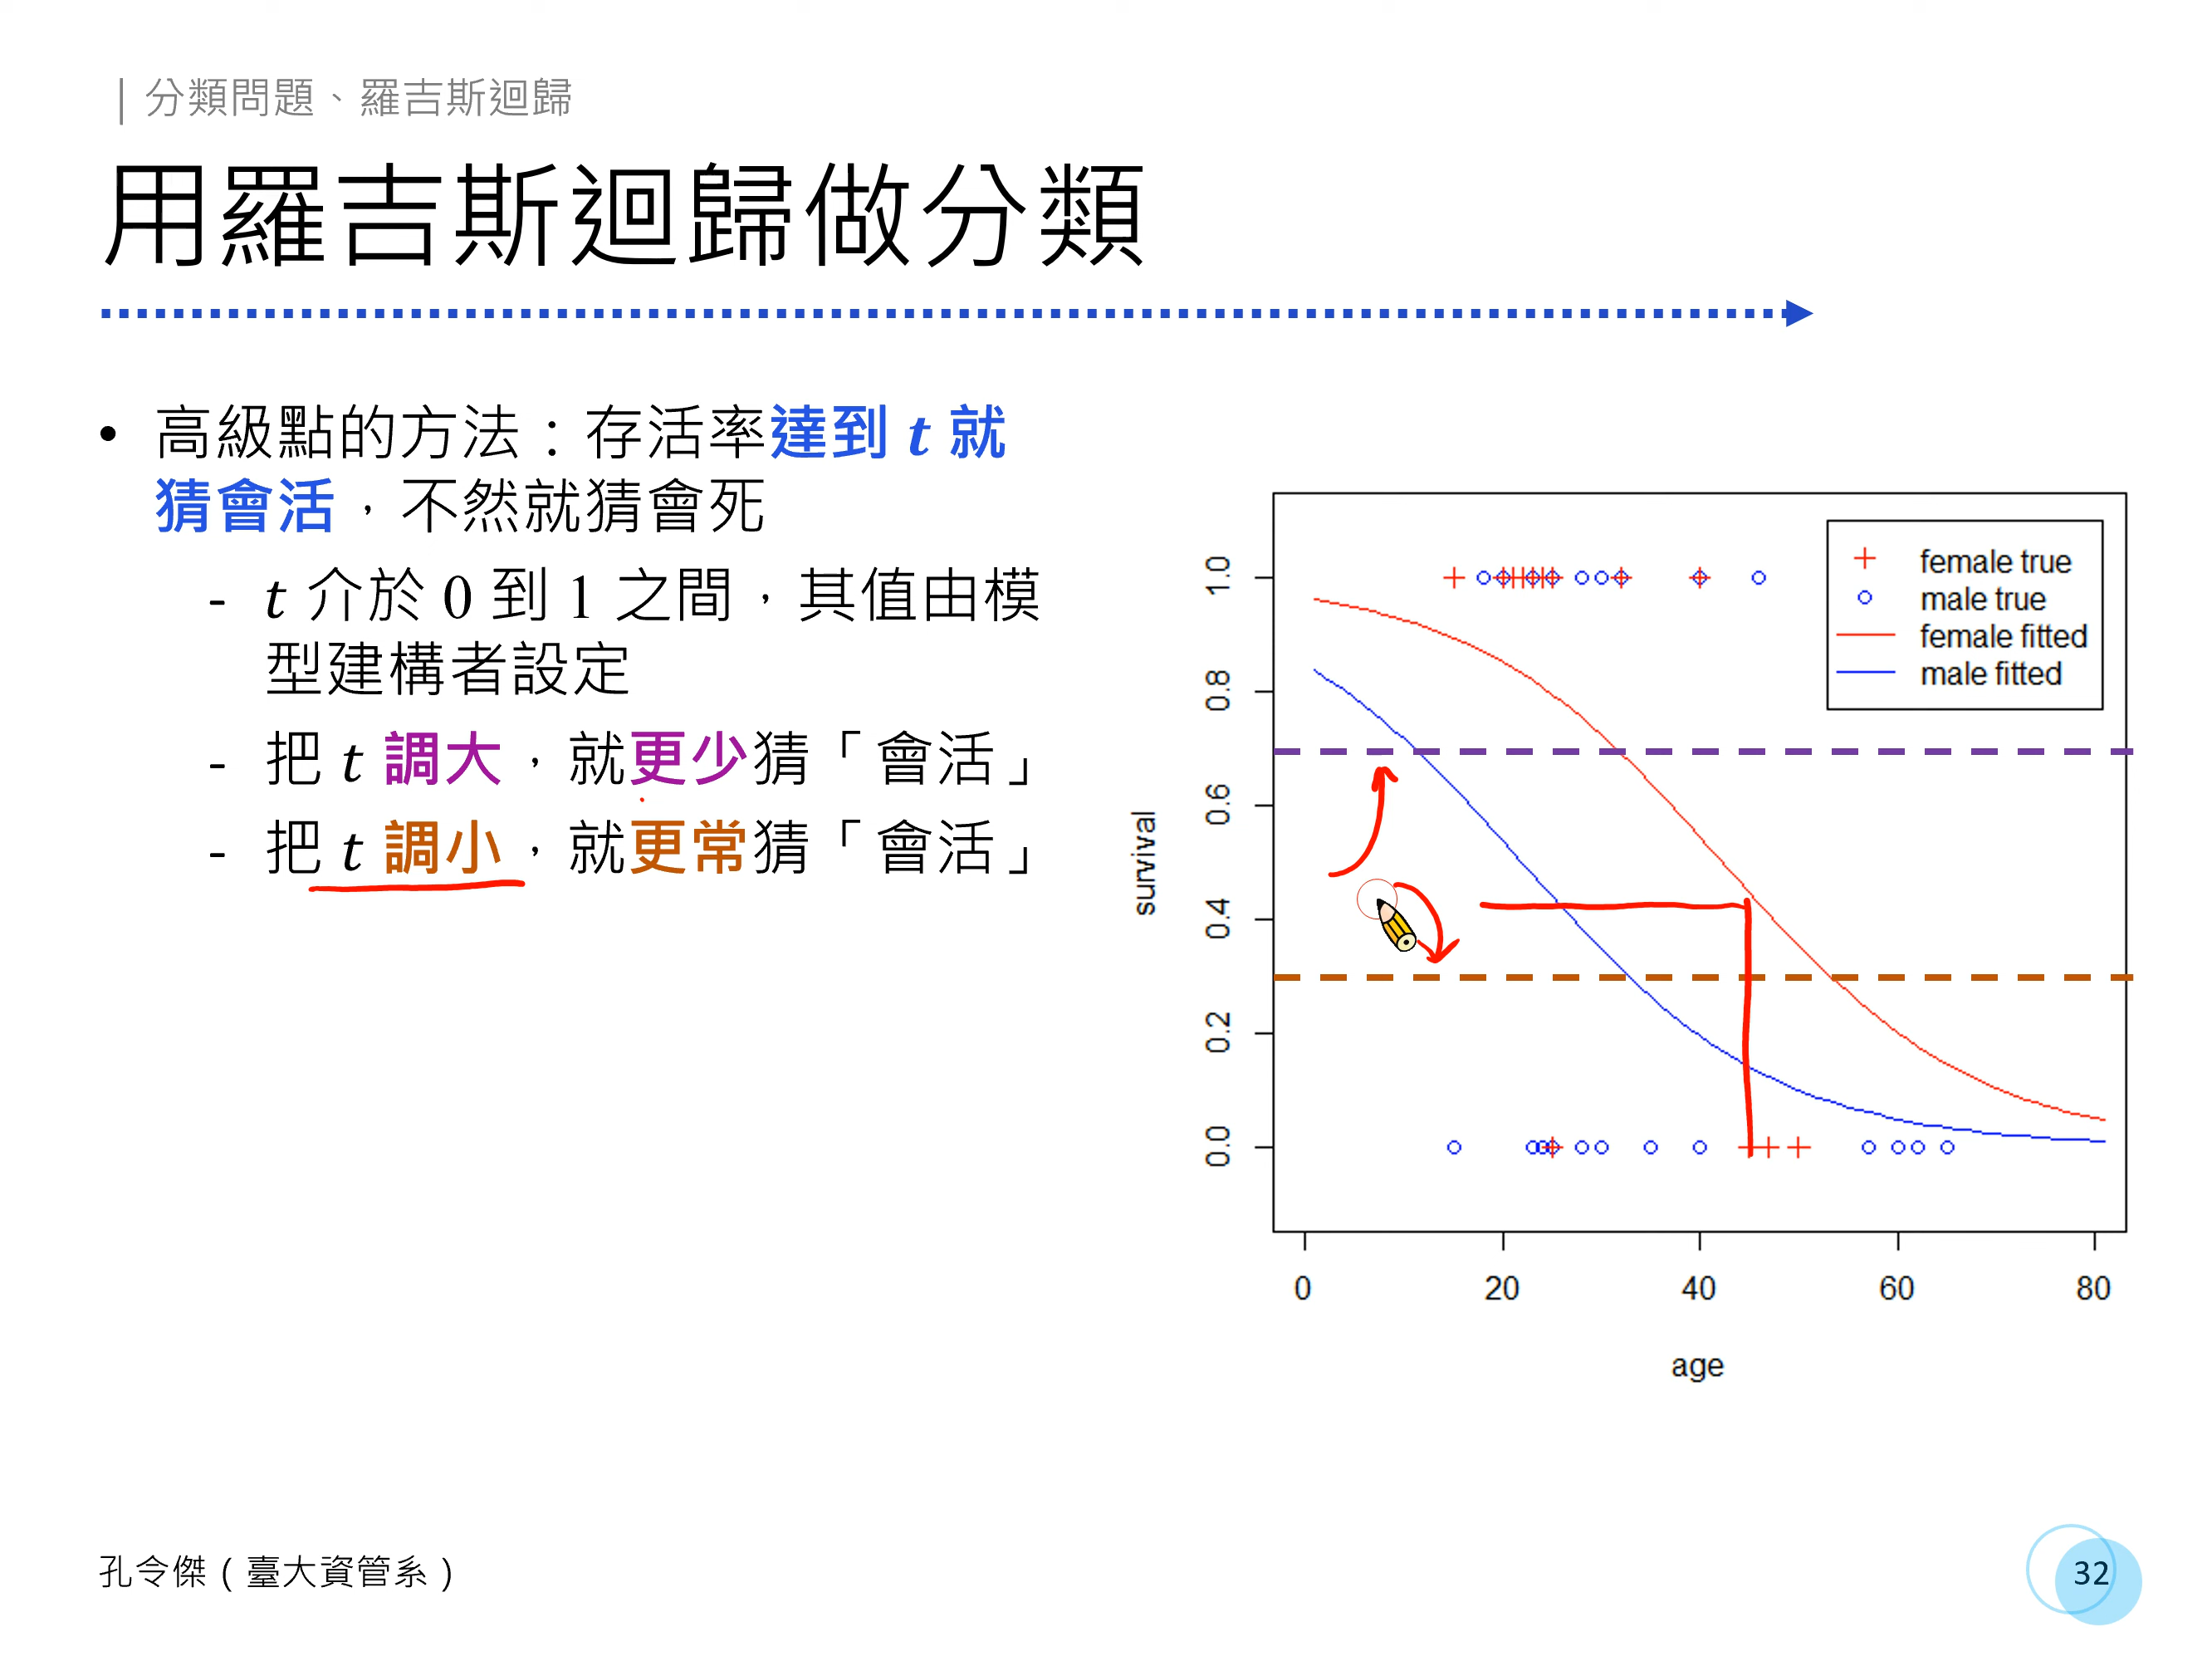 分類問題、羅吉斯迴歸
用羅吉斯迴歸做分類
• 高級點的方法：存活率達到 t 就
猜會活，不然就猜會死
- t 介於 0 到 1 之間，其值由模
型建構者設定
- 把 t 調大，就更少猜「會活」
- 把 t 調小，就更常猜「會活」
female true
male true
female fitted
male fitted
survival
1.0
0.8
0.6
0.4
0.2
0.0
0 20 40 60 80
age
孔令傑（臺大資管系）
32